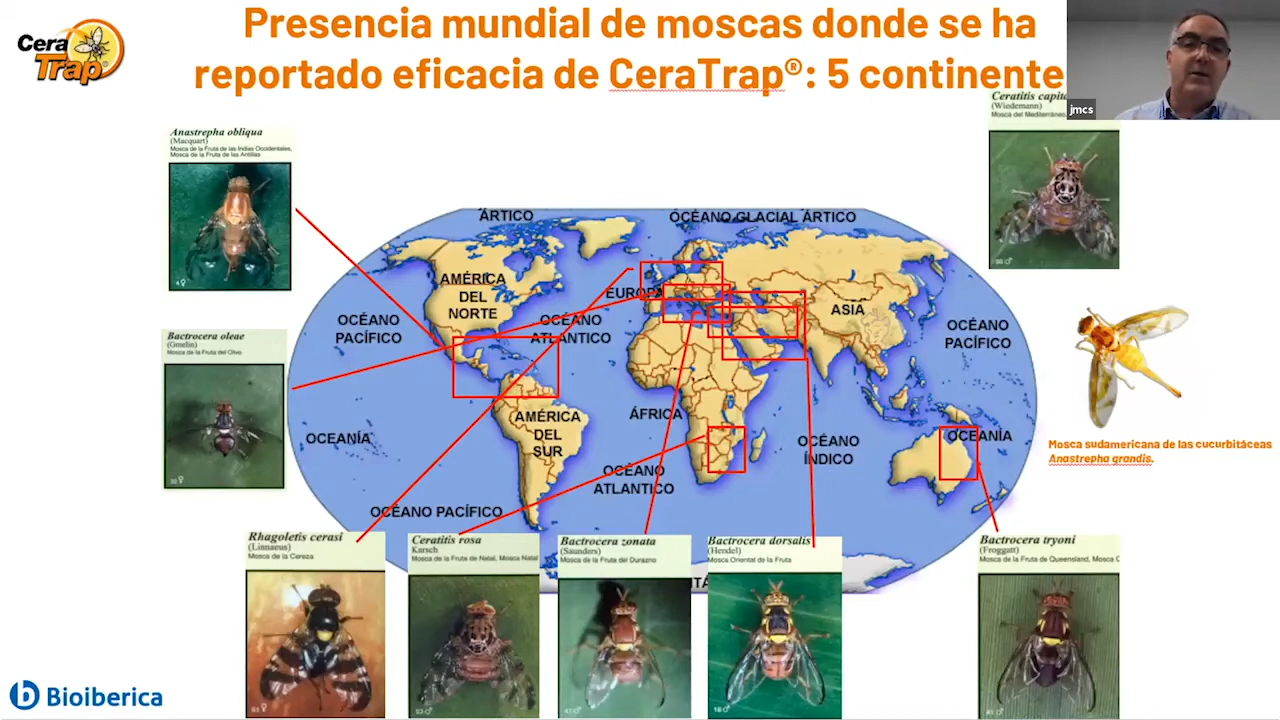 Presencia mundial de moscas donde se ha
reportado eficacia de CeraTrap®: 5 continente
Cera
Trap
jmcs
Anastrepha obliqua
(Macquart)
Mosca de la Fruta de las Indias Occidentales,
Mosca de la Fruta de las Antillas
Ceratitis capita
(Wiedemann)
Mosca del Mediterráneo,
ÁRTICO
OCÉANO GLACIAL ÁRTICO
AMÉRICA
DEL
NORTE
EUROPA
ASIA
OCÉANO
PACÍFICO
OCÉANO
ATLANTICO
OCÉANO
PACÍFICO
Bactrocera oleae
(Gmelin)
Mosca de la Fruta del Olivo
AMÉRICA
DEL
SUR
ÁFRICA
OCEANÍA
OCÉANO
ÍNDICO
OCEANÍA
OCÉANO
ATLANTICO
OCÉANO PACÍFICO
Mosca sudamericana de las cucurbitáceas
Anastrepha grandis.
Rhagoletis cerasi
(Linnaeus)
Mosca de la Cereza
Ceratitis rosa
Karsch
Mosca de la Fruta de Natal, Mosca Natal
Bactrocera zonata
(Saunders)
Mosca de la Fruta del Durazno
Bactrocera dorsalis
(Hendel)
Mosca Oriental de la Fruta
Bactrocera tryoni
(Froggatt)
Mosca de la Fruta de Queensland, Mosca C
Bioiberica